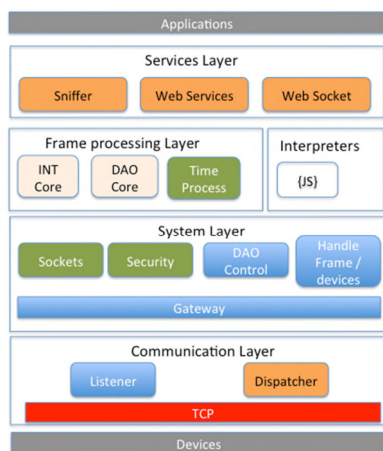 Applications
Services Layer
Sniffer
Web Services
Web Socket
Frame processing Layer
INT
Core
DAO
Core
Time
Process
Interpreters
{JS}
System Layer
Sockets
Security
DAO
Control
Handle
Frame /
devices
Gateway
Communication Layer
Listener
Dispatcher
TCP
Devices